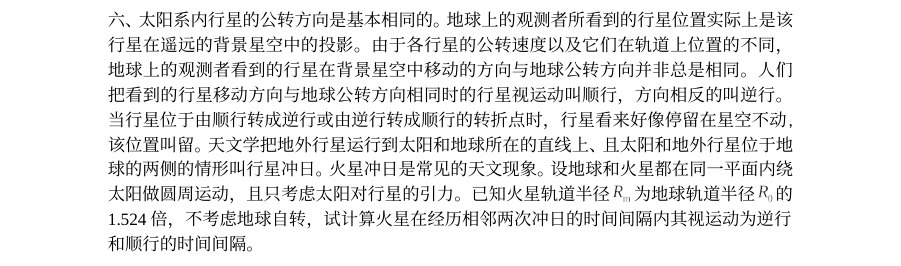 六、太阳系内行星的公转方向是基本相同的。地球上的观测者所看到的行星位置实际上是该
行星在遥远的背景星空中的投影。由于各行星的公转速度以及它们在轨道上位置的不同，
地球上的观测者看到的行星在背景星空中移动的方向与地球公转方向并非总是相同。人们
把看到的行星移动方向与地球公转方向相同时的行星视运动叫顺行，方向相反的叫逆行。
当行星位于由顺行转成逆行或由逆行转成顺行的转折点时，行星看来好像停留在星空不动，
该位置叫留。天文学把地外行星运行到太阳和地球所在的直线上、且太阳和地外行星位于地
球的两侧的情形叫行星冲日。火星冲日是常见的天文现象。设地球和火星都在同一平面内绕
太阳做圆周运动，且只考虑太阳对行星的引力。已知火星轨道半径 Rm 为地球轨道半径 R0 的
1.524 倍，不考虑地球自转，试计算火星在经历相邻两次冲日的时间间隔内其视运动为逆行
和顺行的时间间隔。